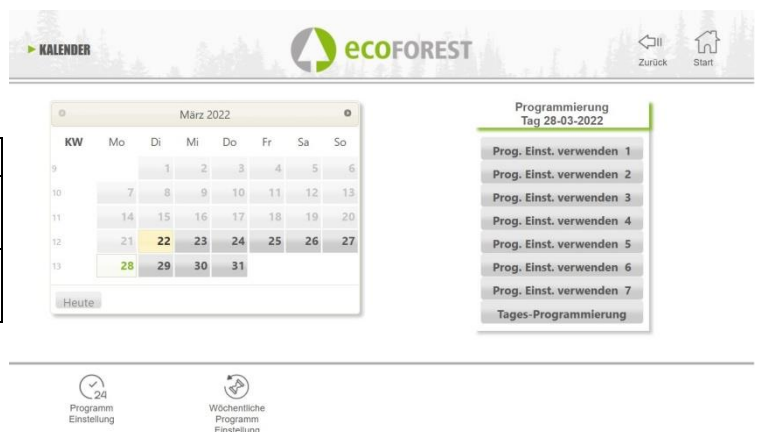 ► KALENDER
ecoFOREST
Zurück
Start
März 2022
KW Mo Di Mi Do Fr Sa So
9 1 2 3 4 5 6
10 7 8 9 10 11 12 13
11 14 15 16 17 18 19 20
12 21 22 23 24 25 26 27
13 28 29 30 31
Heute
Programmierung
Tag 28-03-2022
Prog. Einst. verwenden 1
Prog. Einst. verwenden 2
Prog. Einst. verwenden 3
Prog. Einst. verwenden 4
Prog. Einst. verwenden 5
Prog. Einst. verwenden 6
Prog. Einst. verwenden 7
Tages-Programmierung
24
Programm
Einstellung
Wöchentliche
Programm
Einstellung